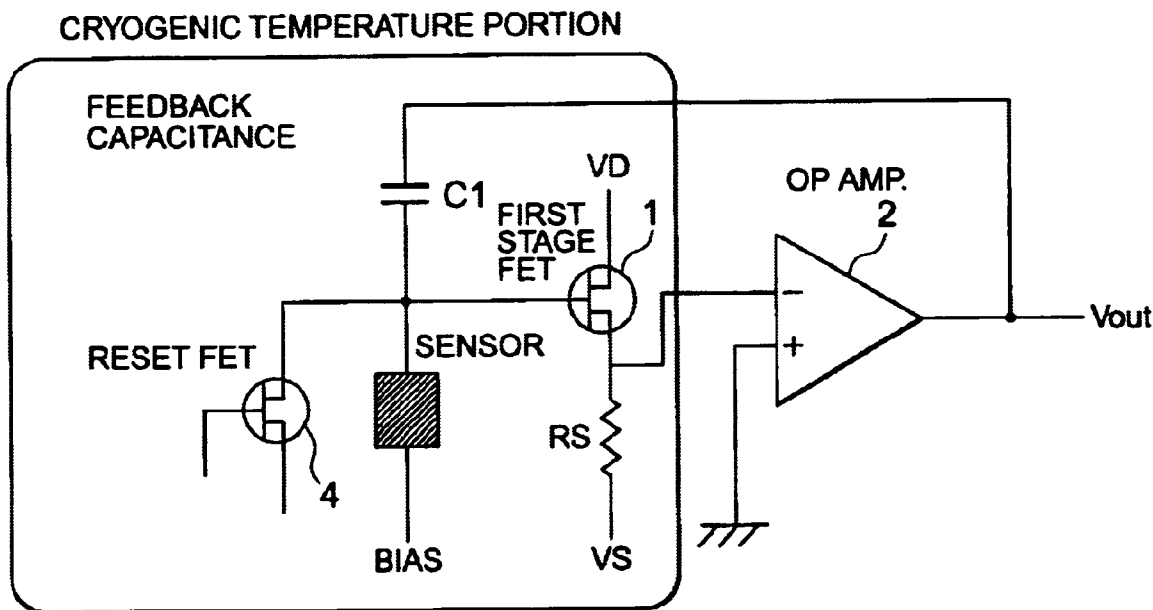 CRYOGENIC TEMPERATURE PORTION
FEEDBACK
CAPACITANCE
C1
VD
FIRST
STAGE
FET
1
OP AMP.
2
−
+
Vout
RESET FET
SENSOR
4
RS
BIAS
VS